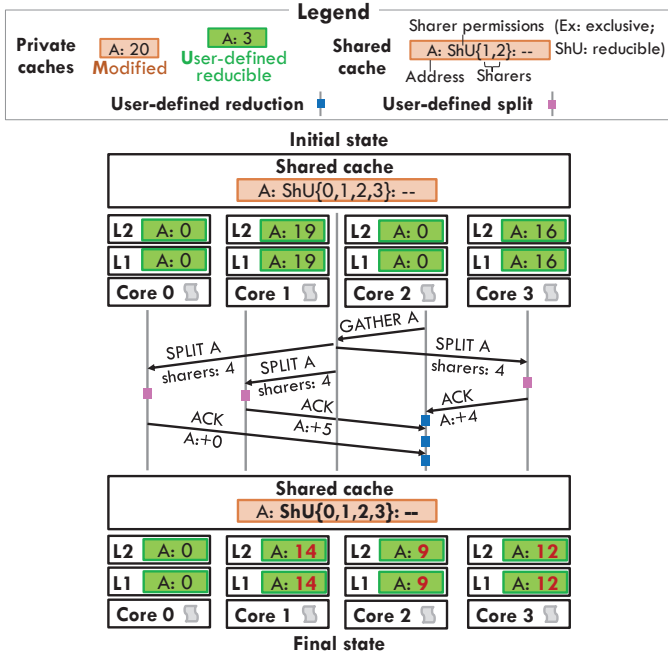 Legend
Private caches
A: 20
Modified
A: 3
User-defined reducible
Shared cache
Sharer permissions
(Ex: exclusive; ShU: reducible)
A: ShU{1,2}: --
Address
Sharers
User-defined reduction
User-defined split
Initial state
Shared cache
A: ShU{0,1,2,3}: --
L2 A: 0 L2 A: 19 L2 A: 0 L2 A: 16
L1 A: 0 L1 A: 19 L1 A: 0 L1 A: 16
Core 0 Core 1 Core 2 Core 3
GATHER A
SPLIT A
sharers: 4
SPLIT A
sharers: 4
SPLIT A
sharers: 4
ACK
A:+0
ACK
A:+5
ACK
A:+4
Shared cache
A: ShU{0,1,2,3}: --
L2 A: 0 L2 A: 14 L2 A: 9 L2 A: 12
L1 A: 0 L1 A: 14 L1 A: 9 L1 A: 12
Core 0 Core 1 Core 2 Core 3
Final state